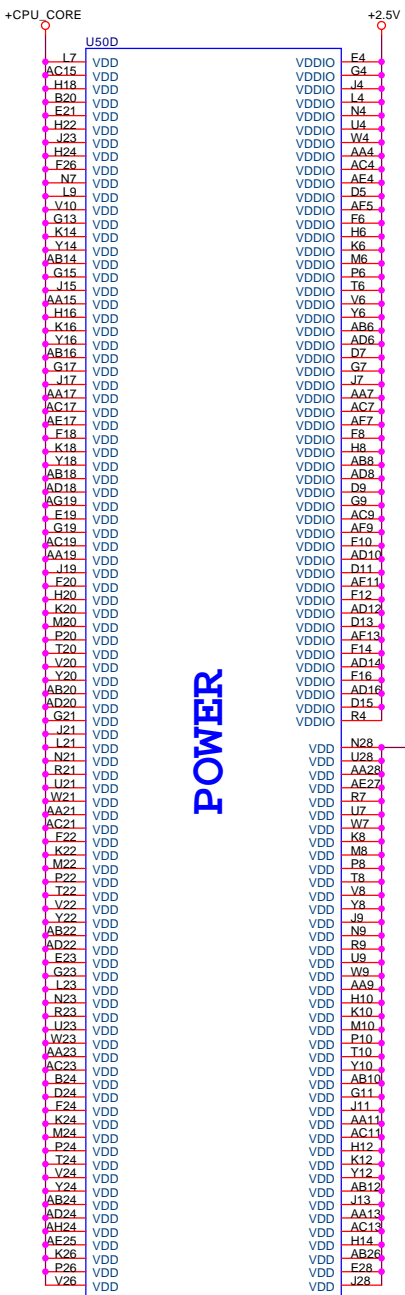 +CPU_CORE +2.5V
U50D
L7 VDD VDDIO E4
AC15 VDD VDDIO G4
H18 VDD VDDIO J4
B20 VDD VDDIO L4
E21 VDD VDDIO N4
H22 VDD VDDIO U4
J23 VDD VDDIO W4
H24 VDD VDDIO AA4
F26 VDD VDDIO AC4
N7 VDD VDDIO AE4
L9 VDD VDDIO D5
V10 VDD VDDIO AF5
G13 VDD VDDIO F6
K14 VDD VDDIO H6
Y14 VDD VDDIO K6
AB14 VDD VDDIO M6
G15 VDD VDDIO P6
J15 VDD VDDIO T6
AA15 VDD VDDIO V6
H16 VDD VDDIO Y6
K16 VDD VDDIO AB6
Y16 VDD VDDIO AD6
AB16 VDD VDDIO D7
G17 VDD VDDIO G7
J17 VDD VDDIO J7
AA17 VDD VDDIO AA7
AC17 VDD VDDIO AC7
AE17 VDD VDDIO AF7
F18 VDD VDDIO F8
K18 VDD VDDIO H8
Y18 VDD VDDIO AB8
AB18 VDD VDDIO AD8
AD18 VDD VDDIO D9
AG19 VDD VDDIO G9
E19 VDD VDDIO AC9
G19 VDD VDDIO AF9
AC19 VDD VDDIO F10
AA19 VDD VDDIO AD10
J19 VDD VDDIO D11
F20 VDD VDDIO AF11
H20 VDD VDDIO F12
K20 VDD VDDIO AD12
M20 VDD VDDIO D13
P20 VDD VDDIO AF13
T20 VDD VDDIO F14
V20 VDD VDDIO AD14
Y20 VDD VDDIO F16
AB20 VDD VDDIO AD16
AD20 VDD VDDIO D15
G21 VDD VDDIO R4
J21 VDD
L21 VDD VDD N28
N21 VDD VDD U28
R21 VDD VDD AA28
U21 VDD VDD AE27
W21 VDD VDD R7
AA21 VDD VDD U7
AC21 VDD VDD W7
F22 VDD VDD K8
K22 VDD VDD M8
M22 VDD VDD P8
P22 VDD VDD T8
T22 VDD VDD V8
V22 VDD VDD Y8
Y22 VDD VDD J9
AB22 VDD VDD N9
AD22 VDD VDD R9
E23 VDD VDD U9
G23 VDD VDD W9
L23 VDD VDD AA9
N23 VDD VDD H10
R23 VDD VDD K10
U23 VDD VDD M10
W23 VDD VDD P10
AA23 VDD VDD T10
AC23 VDD VDD Y10
B24 VDD VDD AB10
D24 VDD VDD G11
F24 VDD VDD J11
K24 VDD VDD AA11
M24 VDD VDD AC11
P24 VDD VDD H12
T24 VDD VDD K12
V24 VDD VDD Y12
Y24 VDD VDD AB12
AB24 VDD VDD J13
AD24 VDD VDD AA13
AH24 VDD VDD AC13
AE25 VDD VDD H14
K26 VDD VDD AB26
P26 VDD VDD E28
V26 VDD VDD J28
POWER